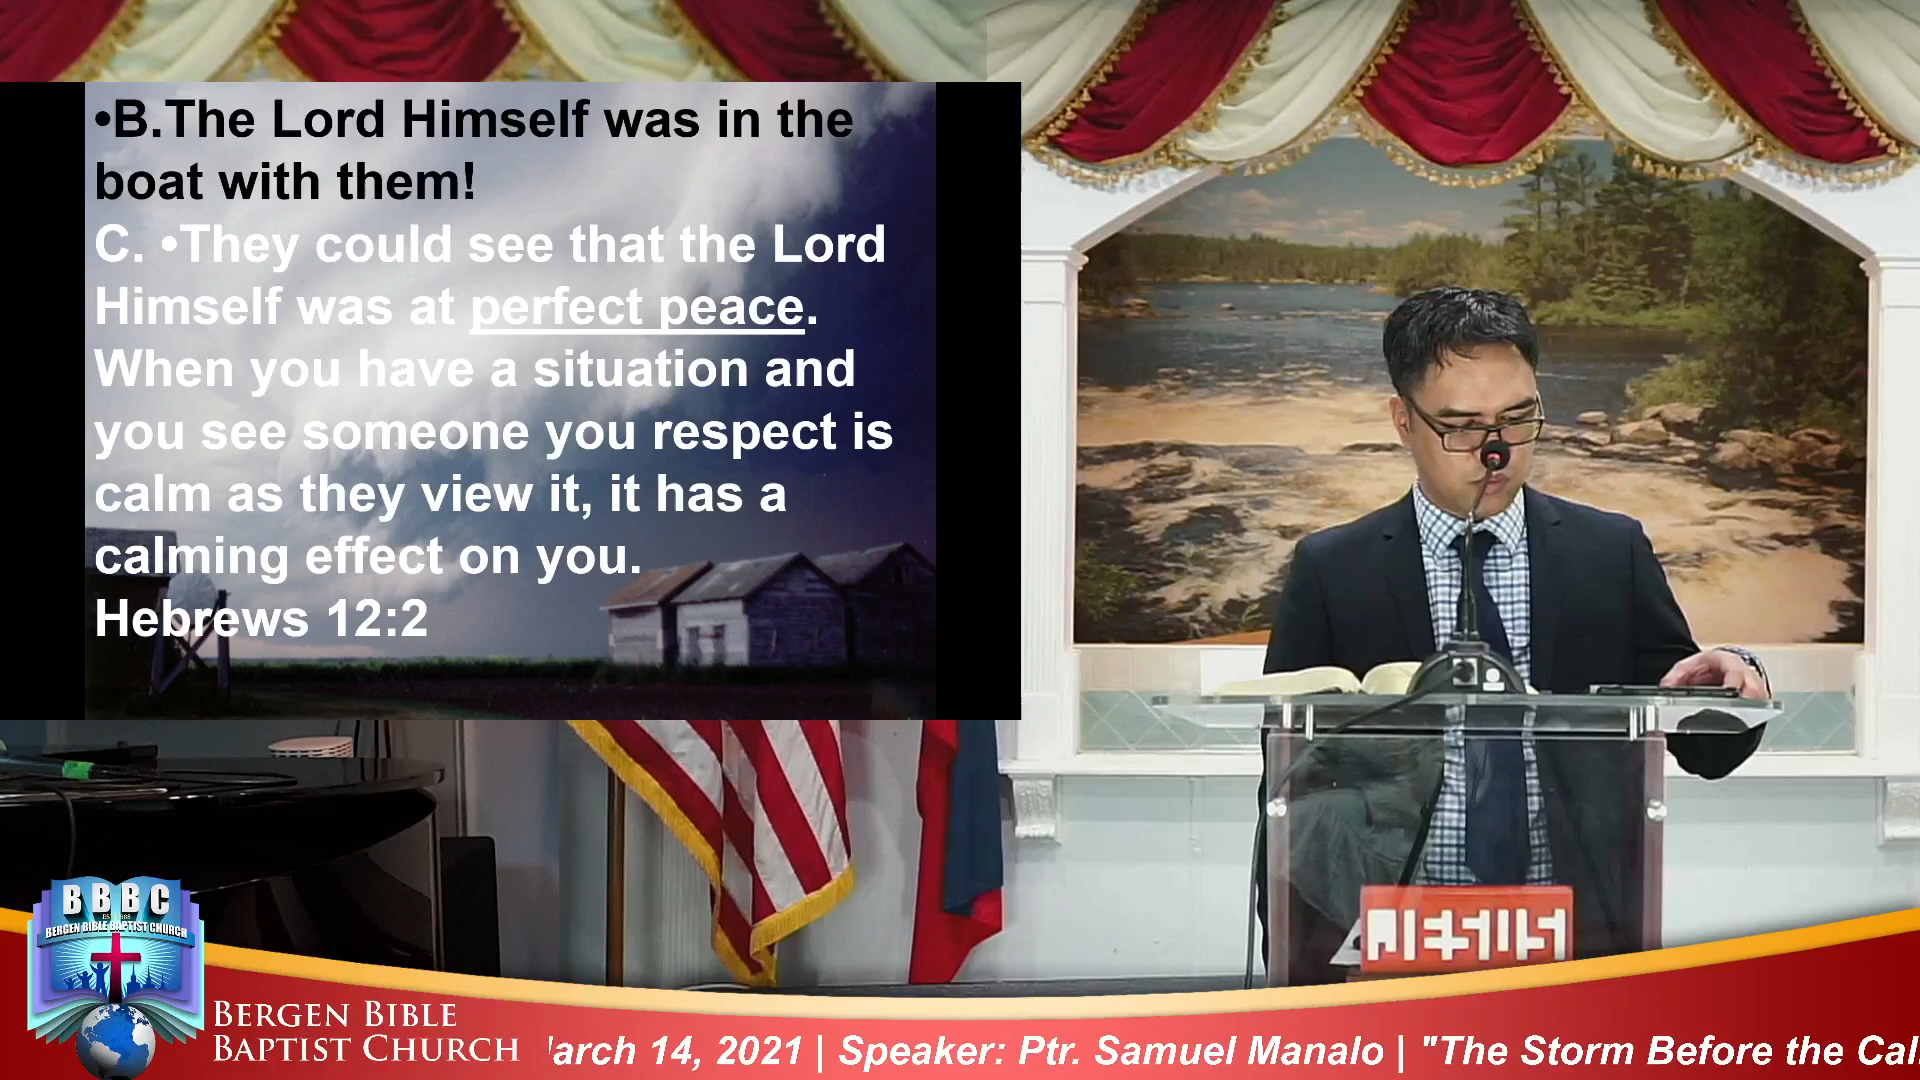 •B.The Lord Himself was in the
boat with them!
C. •They could see that the Lord
Himself was at perfect peace.
When you have a situation and
you see someone you respect is
calm as they view it, it has a
calming effect on you.
Hebrews 12:2
B B B C
BERGEN BIBLE BAPTIST CHURCH
BERGEN BIBLE
BAPTIST CHURCH
arch 14, 2021 | Speaker: Ptr. Samuel Manalo | "The Storm Before the Cal